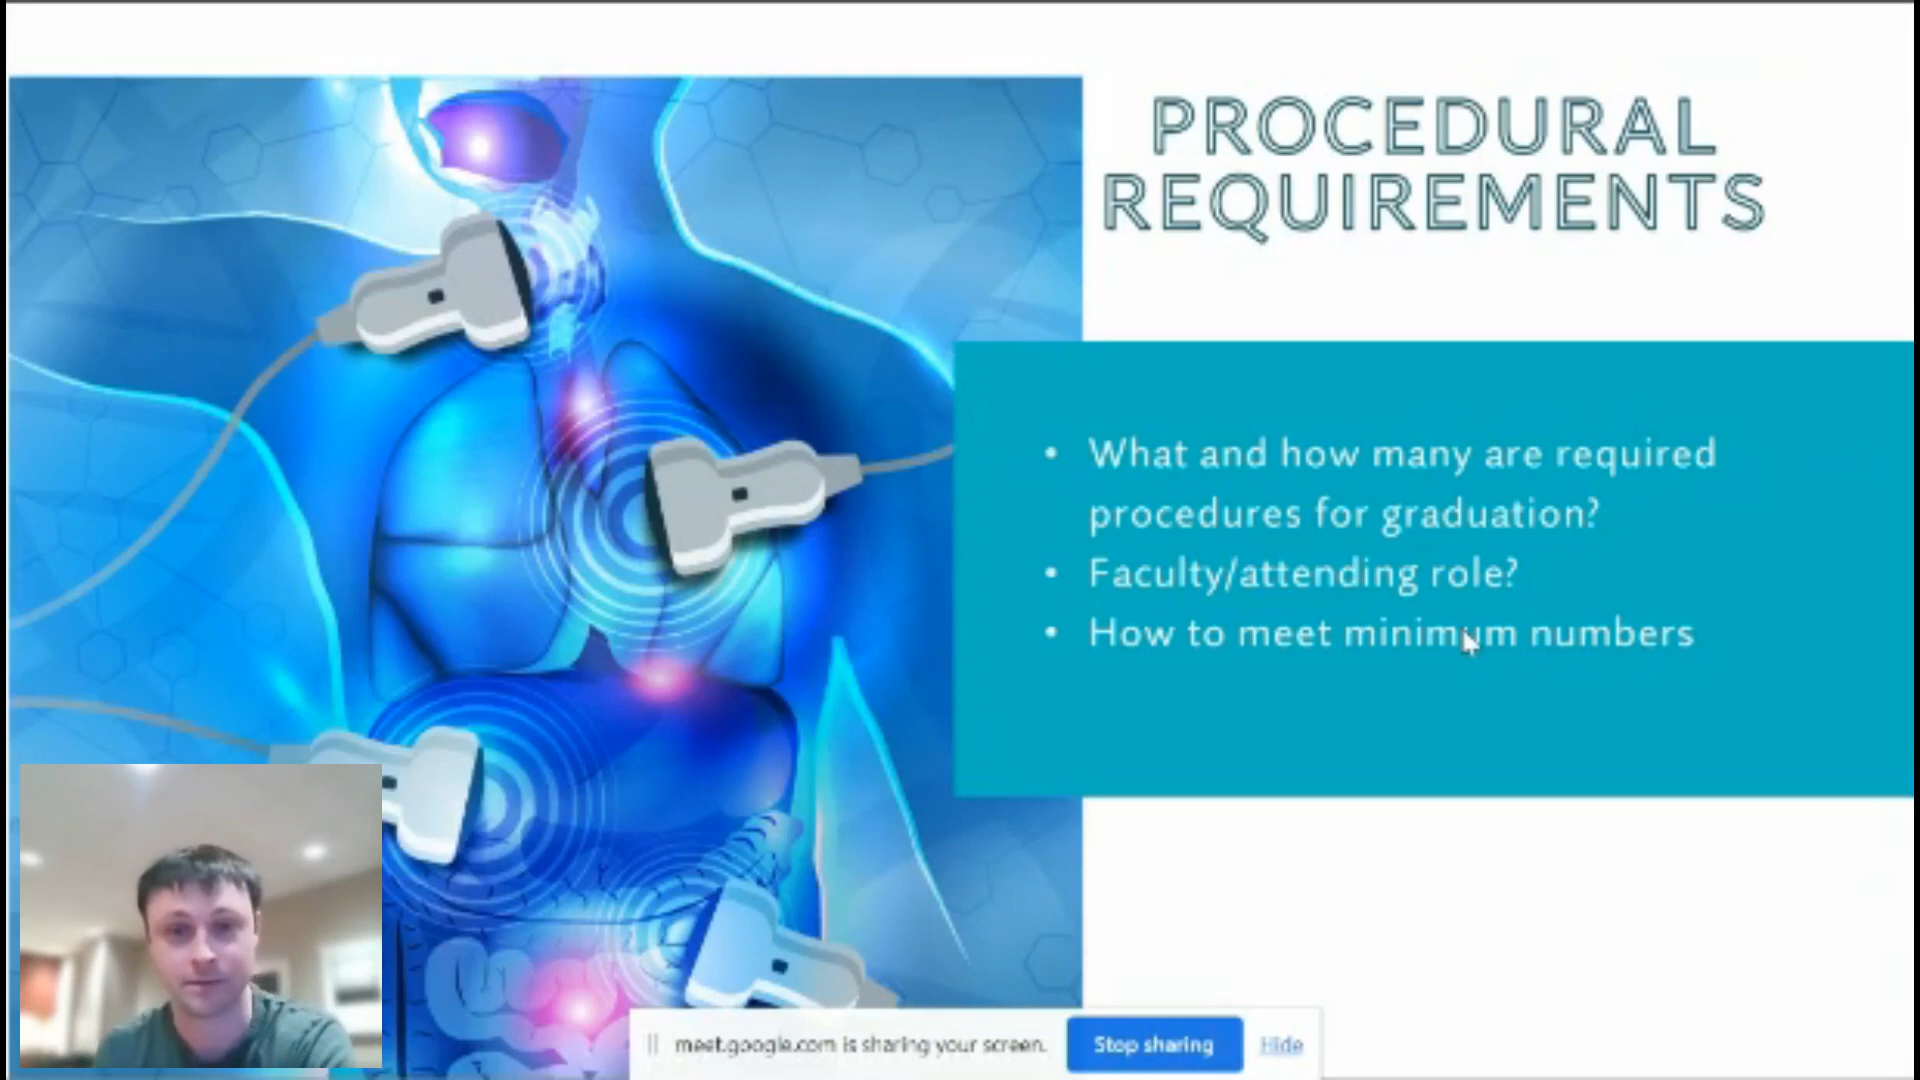 PROCEDURAL
REQUIREMENTS
• What and how many are required
procedures for graduation?
• Faculty/attending role?
• How to meet minimum numbers
meet.google.com is sharing your screen.
Stop sharing
Hide